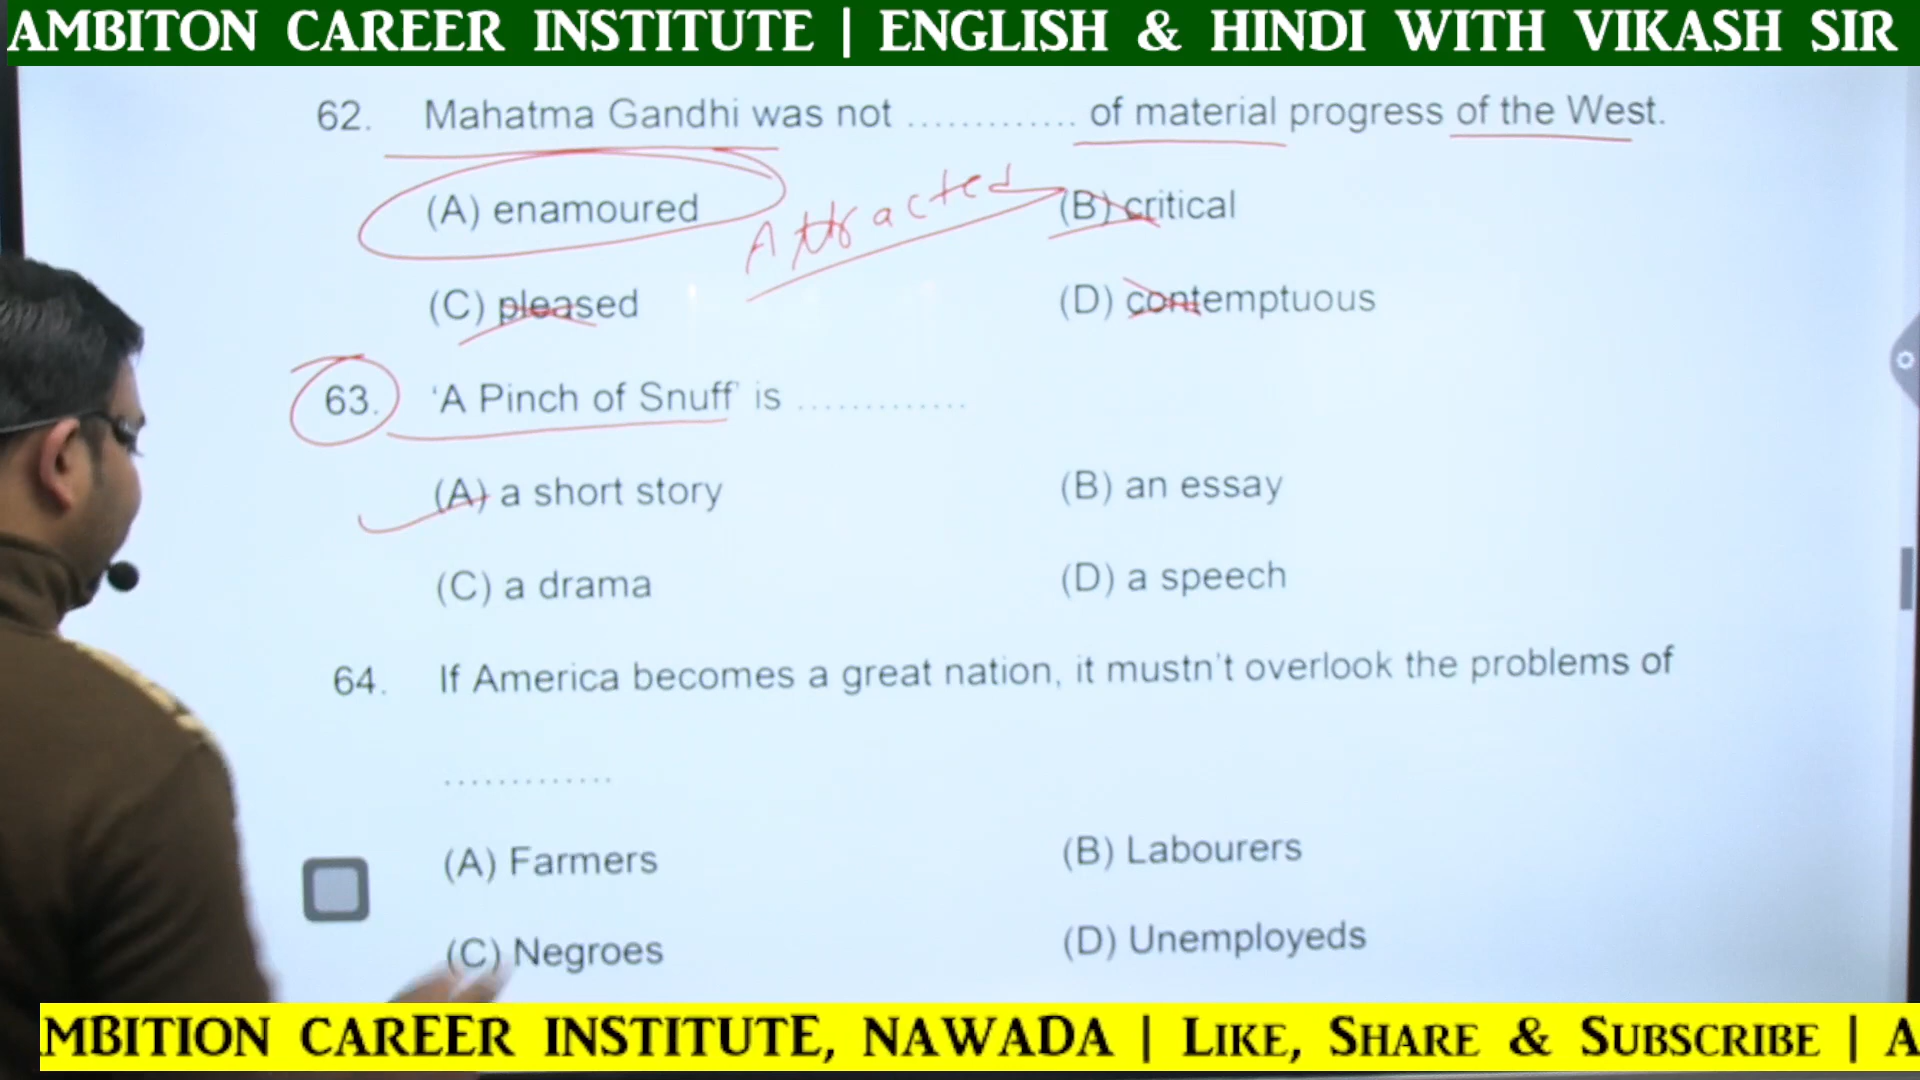 AMBITON CAREER INSTITUTE | ENGLISH & HINDI WITH VIKASH SIR
62. Mahatma Gandhi was not ............. of material progress of the West.
(A) enamoured (B) critical
Attracted
(C) pleased (D) contemptuous
63. 'A Pinch of Snuff' is .............
(A) a short story (B) an essay
(C) a drama (D) a speech
64. If America becomes a great nation, it mustn't overlook the problems of
.............
(A) Farmers (B) Labourers
(C) Negroes (D) Unemployeds
MBITION CAREER INSTITUTE, NAWADA | LIKE, SHARE & SUBSCRIBE | A